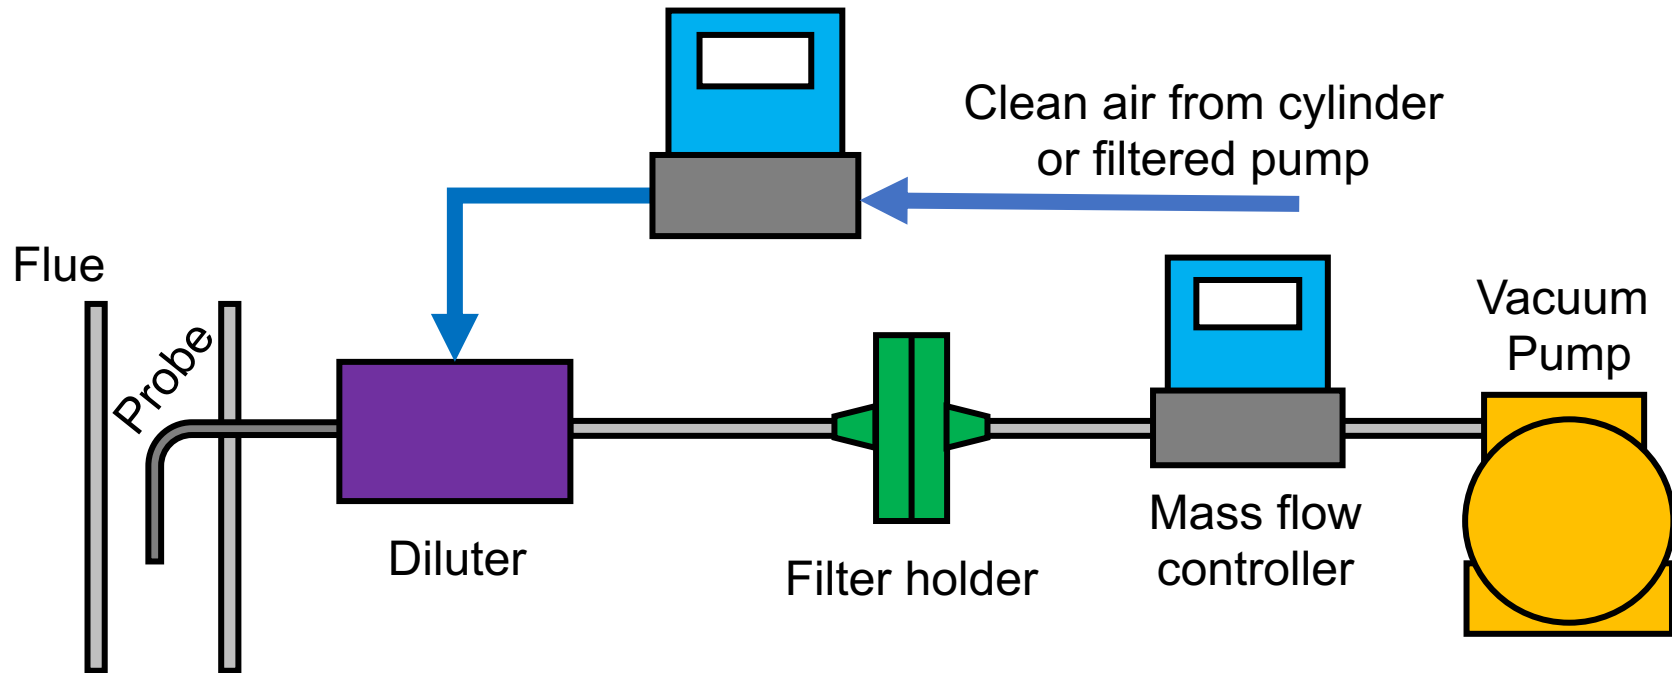 Clean air from cylinder
or filtered pump
Flue
Probe
Vacuum
Pump
Diluter
Filter holder
Mass flow
controller